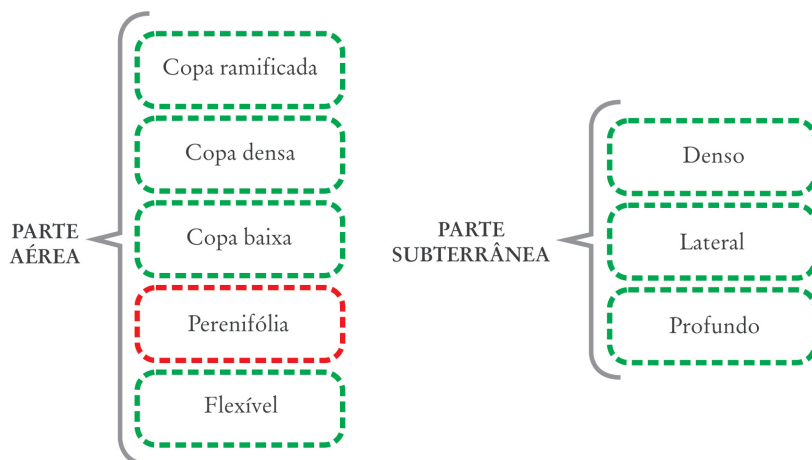 PARTE
AÉREA
Copa ramificada
Copa densa
Copa baixa
Perenifólia
Flexível
PARTE
SUBTERRÂNEA
Denso
Lateral
Profundo